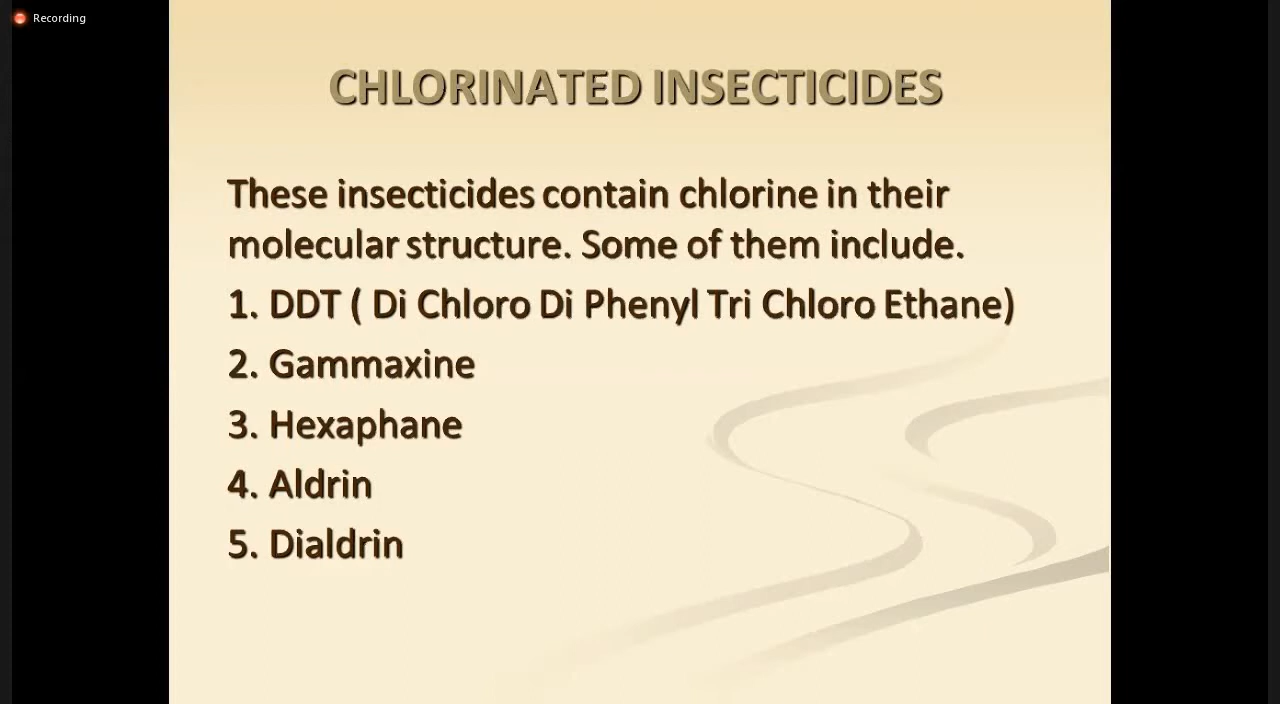 Recording
CHLORINATED INSECTICIDES
These insecticides contain chlorine in their
molecular structure. Some of them include.
1. DDT ( Di Chloro Di Phenyl Tri Chloro Ethane)
2. Gammaxine
3. Hexaphane
4. Aldrin
5. Dialdrin